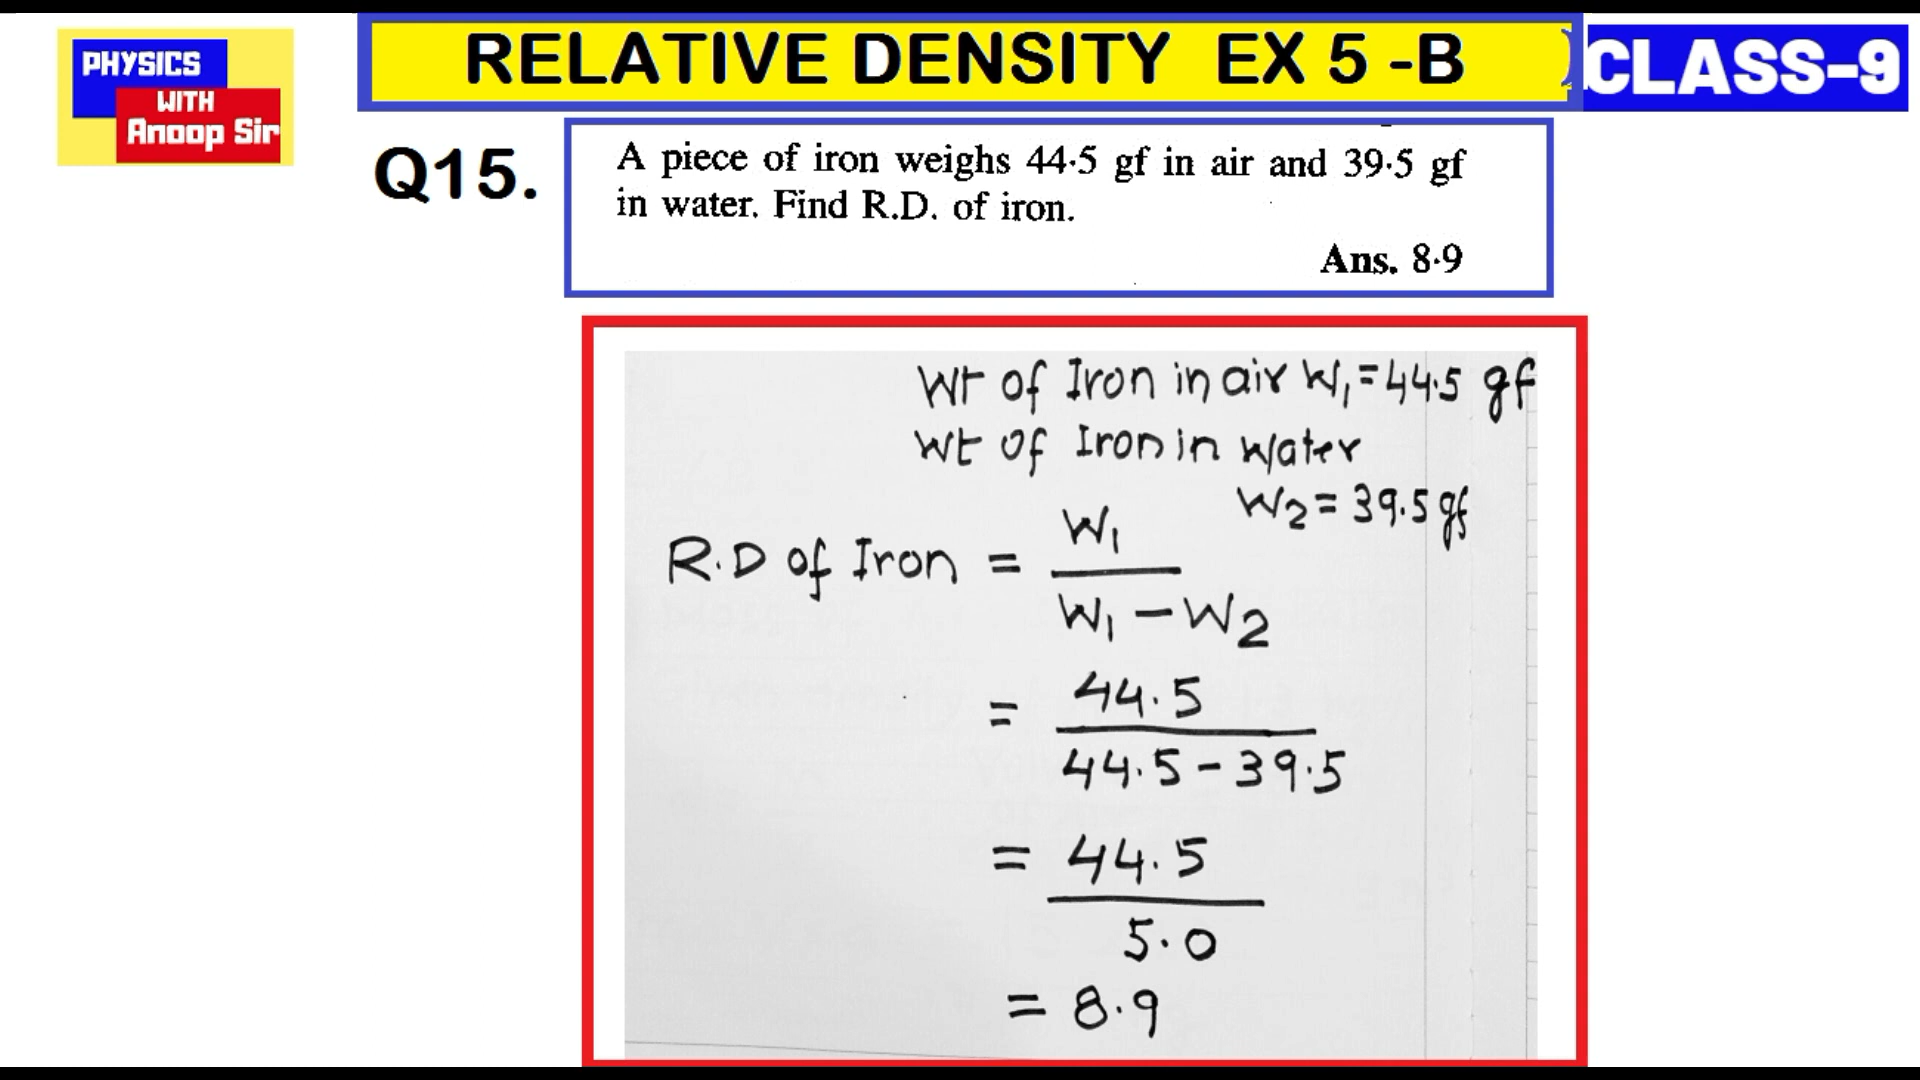 PHYSICS
WITH
Anoop Sir
RELATIVE DENSITY EX 5 -B
CLASS-9
Q15.
A piece of iron weighs 44·5 gf in air and 39·5 gf
in water. Find R.D. of iron.
Ans. 8·9
Wt of Iron in air W₁ = 44.5 gf
Wt of Iron in water
W₂ = 39.5 gf
R.D of Iron = W₁
W₁ − W₂
= 44.5
44.5 − 39.5
= 44.5
5.0
= 8.9